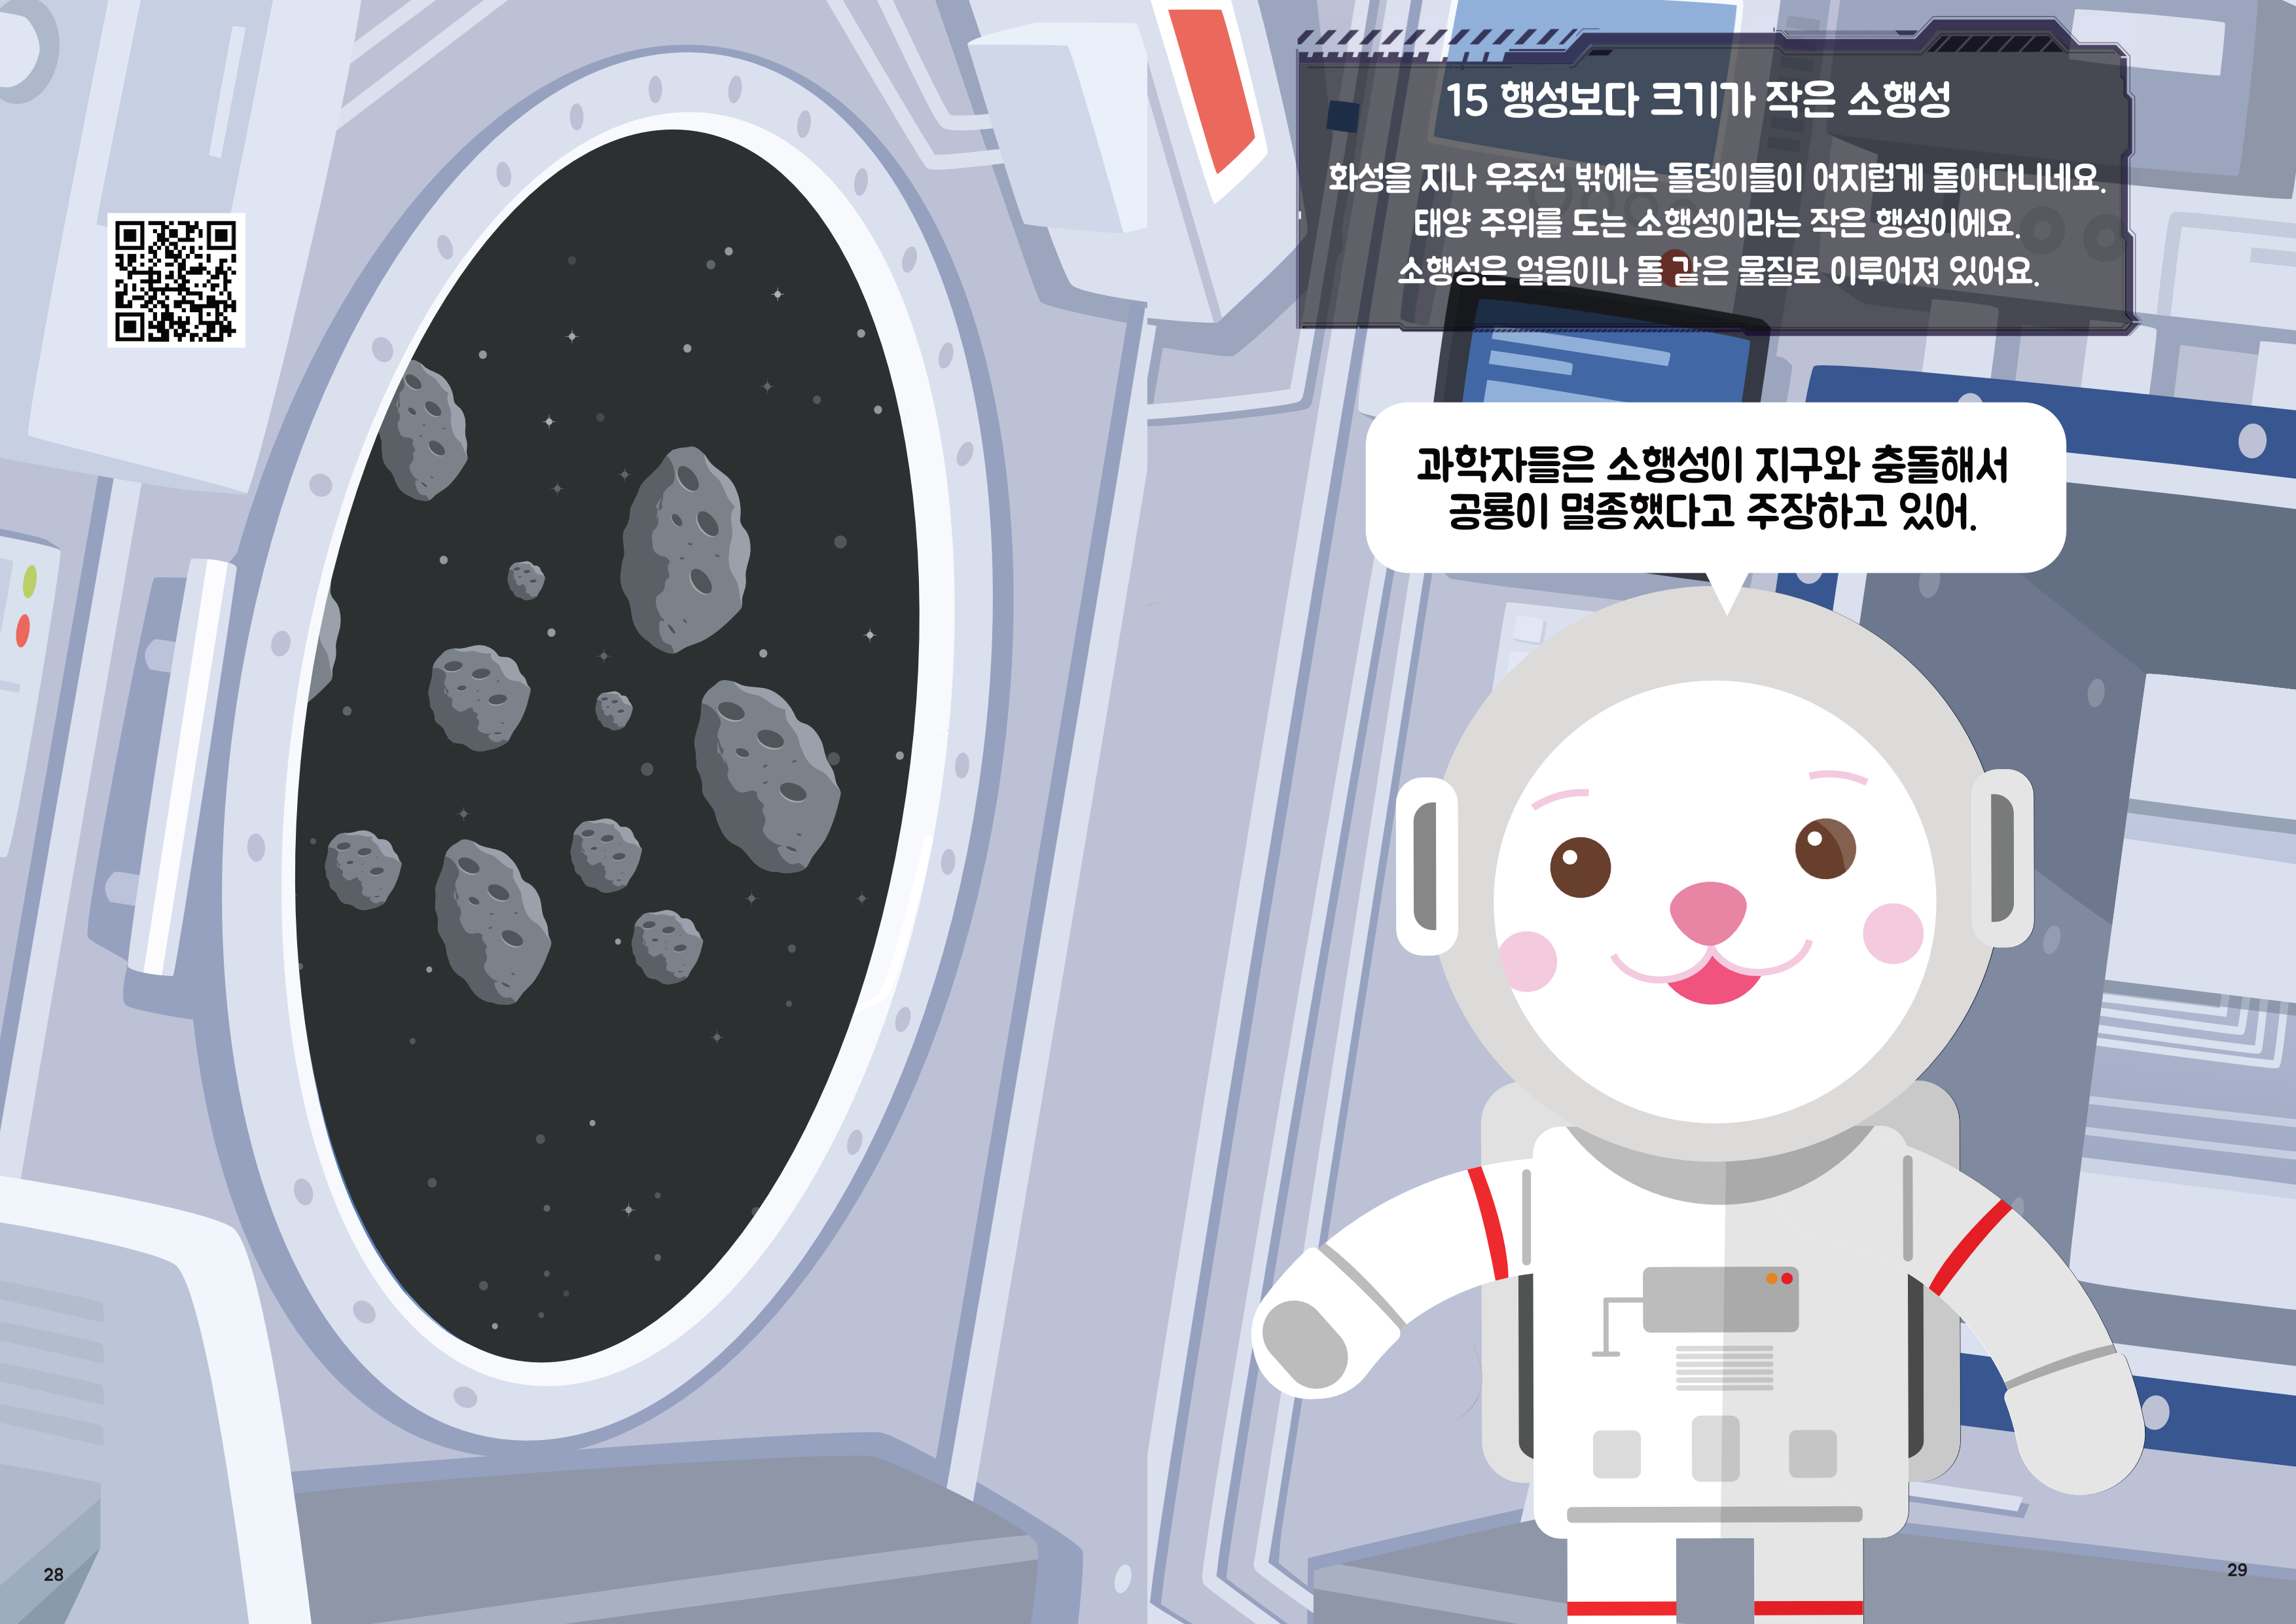 15 행성보다 크기가 작은 소행성
화성을 지나 우주선 밖에는 돌덩이들이 어지럽게 돌아다니네요.
태양 주위를 도는 소행성이라는 작은 행성이에요.
소행성은 얼음이나 돌 같은 물질로 이루어져 있어요.
과학자들은 소행성이 지구와 충돌해서
공룡이 멸종했다고 주장하고 있어.
28
29